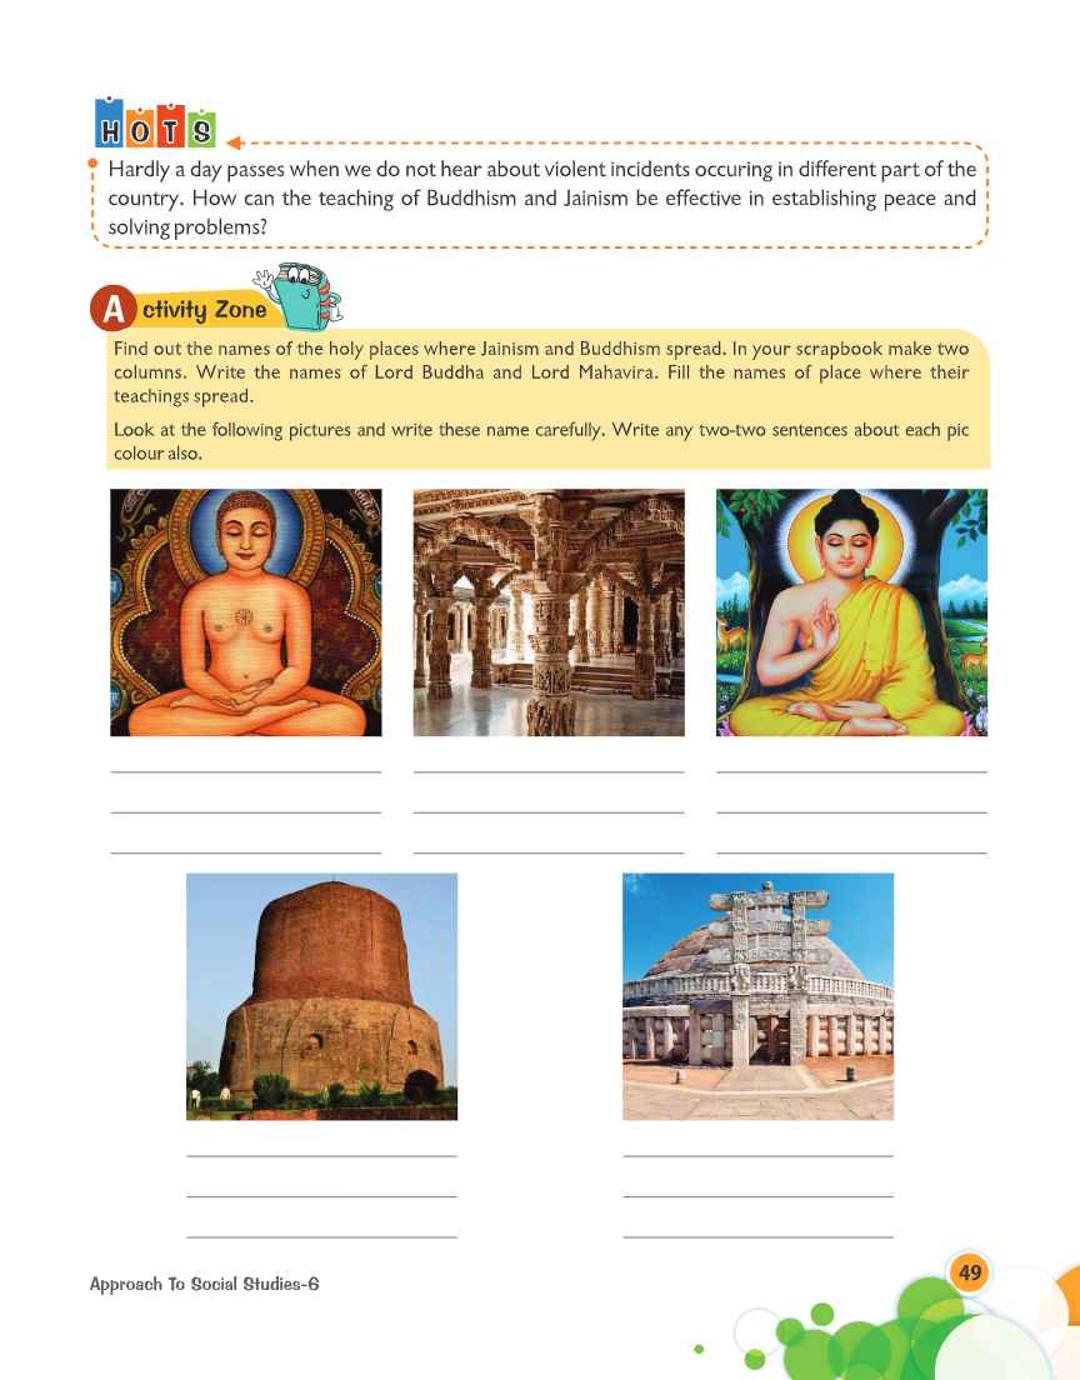 HOTS
Hardly a day passes when we do not hear about violent incidents occuring in different part of the
country. How can the teaching of Buddhism and Jainism be effective in establishing peace and
solving problems?
Activity Zone
Find out the names of the holy places where Jainism and Buddhism spread. In your scrapbook make two
columns. Write the names of Lord Buddha and Lord Mahavira. Fill the names of place where their
teachings spread.
Look at the following pictures and write these name carefully. Write any two-two sentences about each pic
colour also.
Approach To Social Studies-6
49